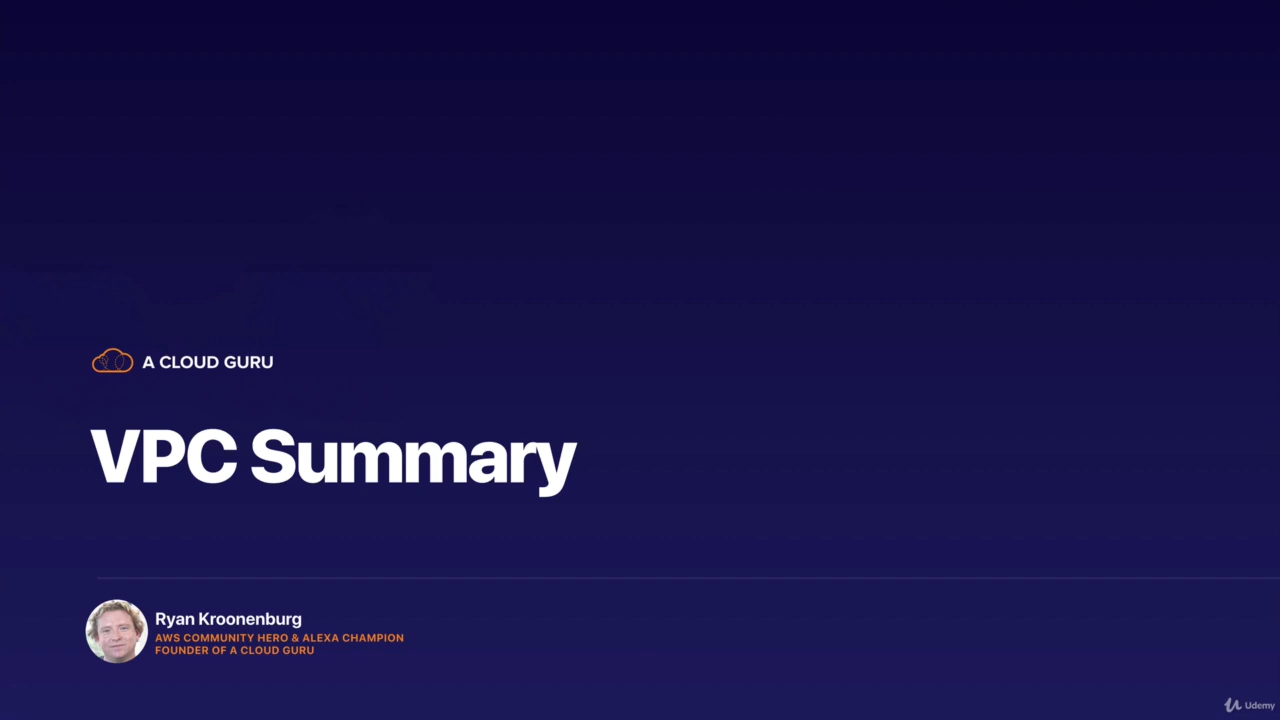 A CLOUD GURU
VPC Summary
Ryan Kroonenburg
AWS COMMUNITY HERO & ALEXA CHAMPION
FOUNDER OF A CLOUD GURU
Udemy